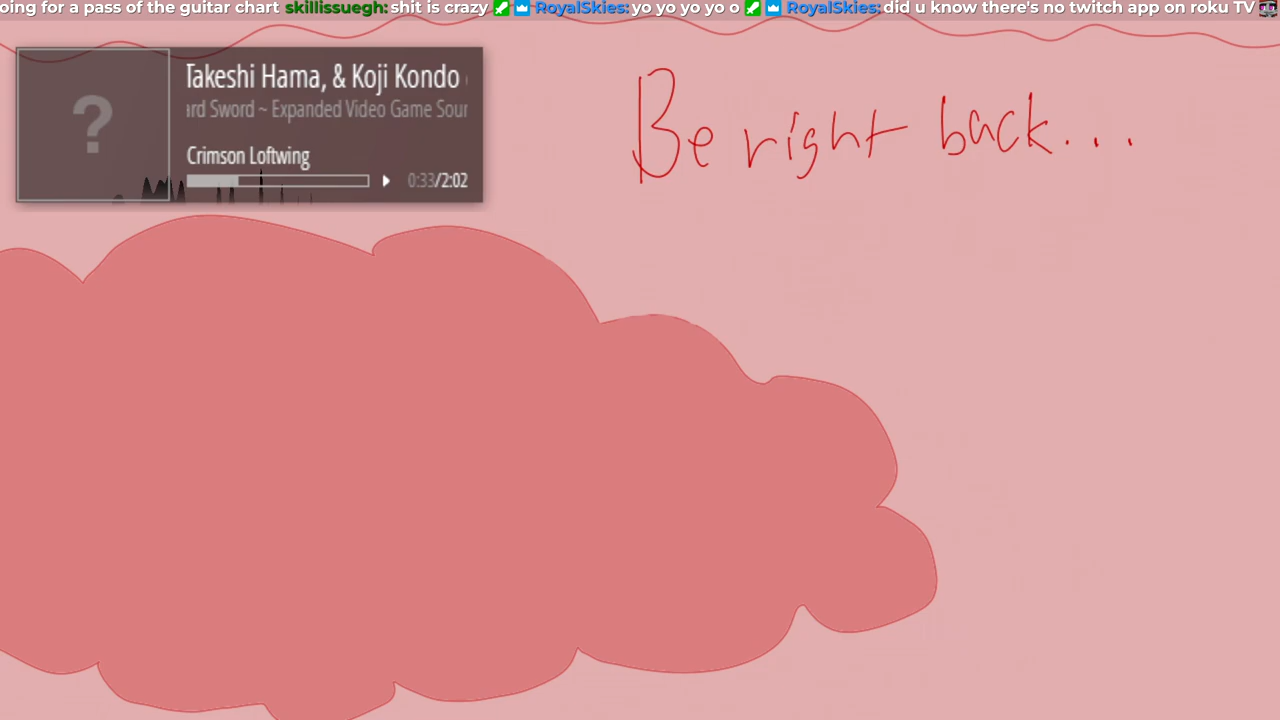 oing for a pass of the guitar chart skillissuegh: shit is crazy RoyalSkies: yo yo yo yo o RoyalSkies: did u know there's no twitch app on roku TV
Takeshi Hama, & Koji Kondo
ard Sword ~ Expanded Video Game Sour
Crimson Loftwing
0:33/2:02
?
Be right back...